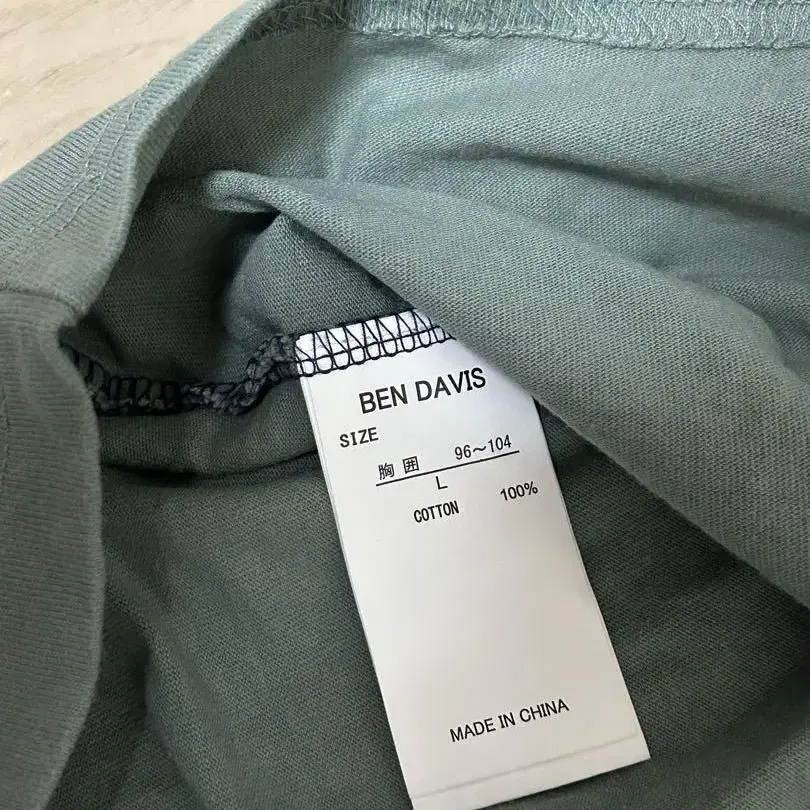 BEN DAVIS
SIZE
胸囲 96～104
L
COTTON 100%
MADE IN CHINA